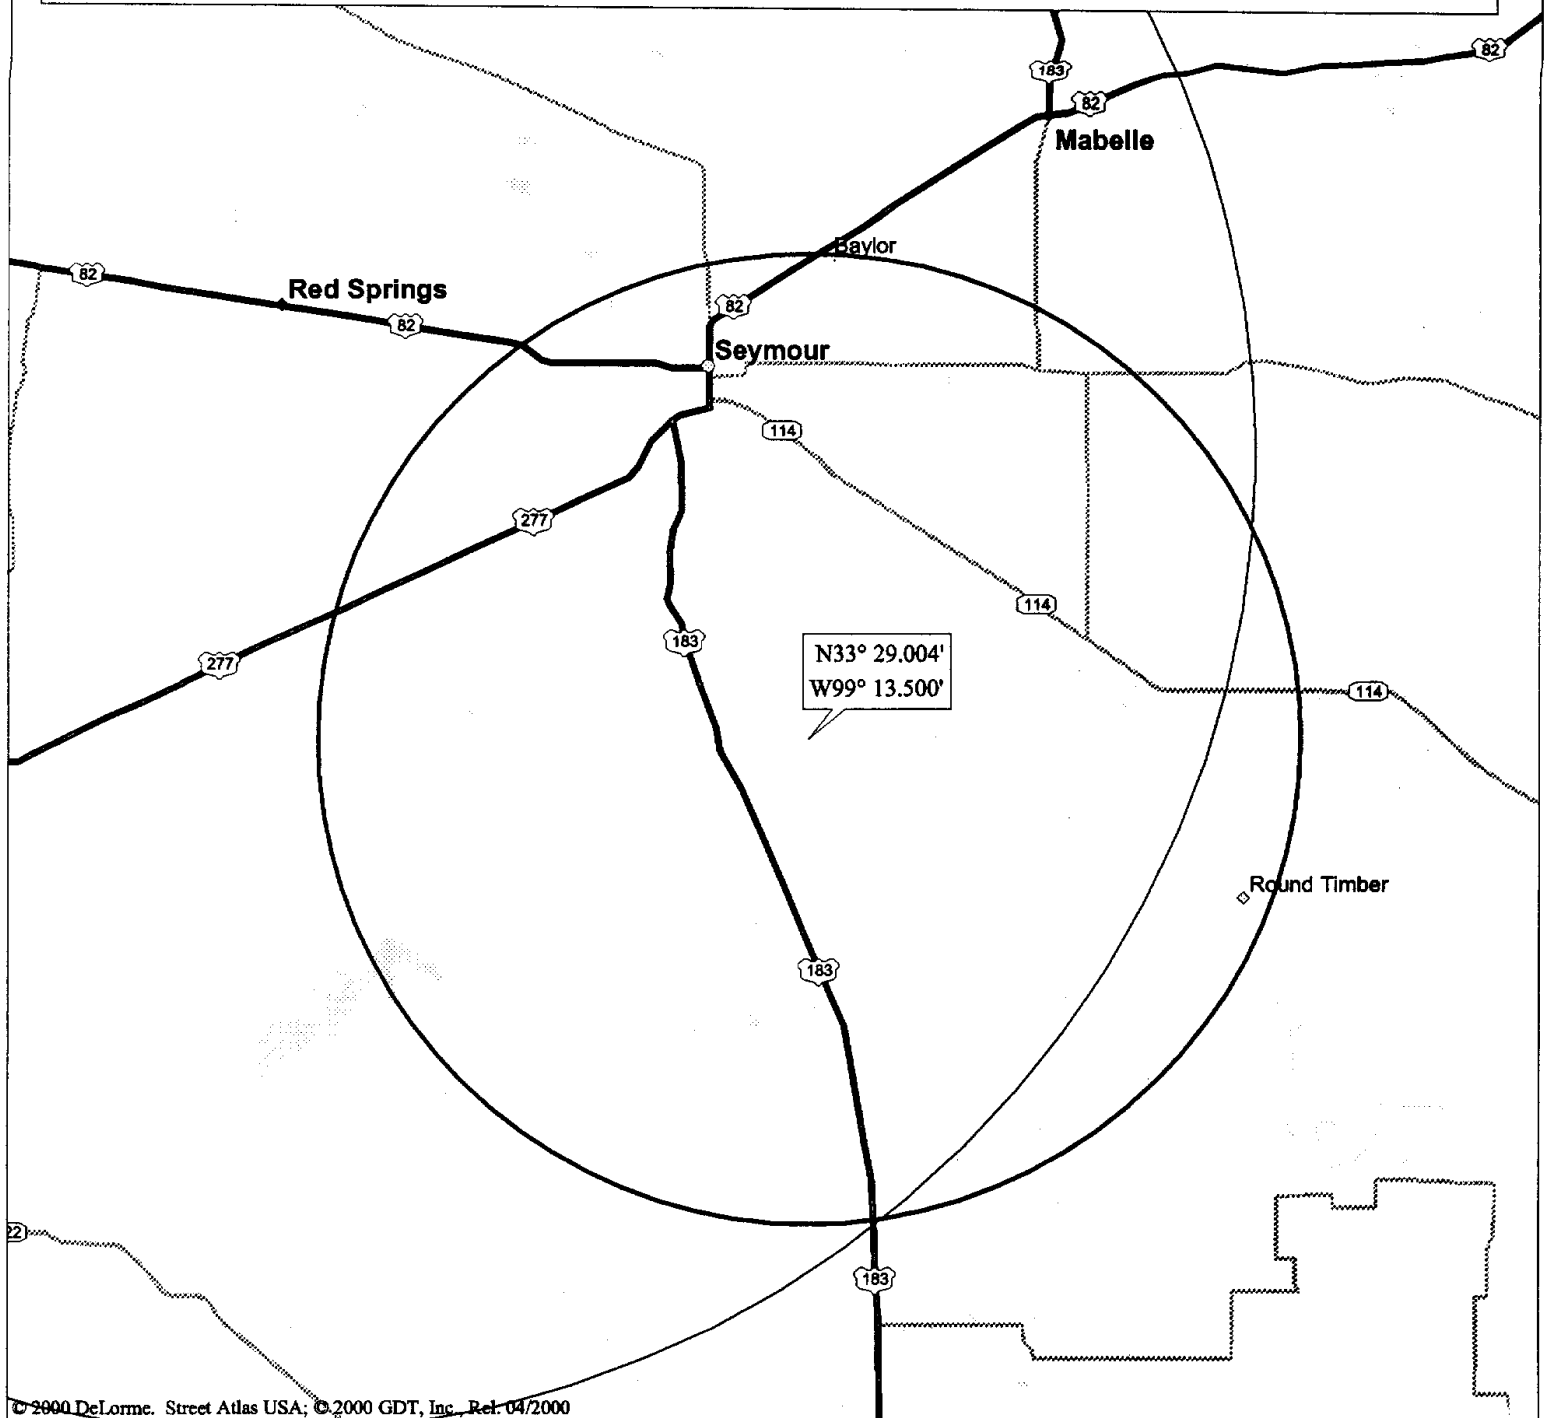 82
183
82
Mabelle
Baylor
82
Red Springs
82
82
Seymour
114
277
114
183
N33° 29.004'
W99° 13.500'
277
114
Round Timber
183
22
183
© 2000 DeLorme. Street Atlas USA; © 2000 GDT, Inc., Rel. 04/2000